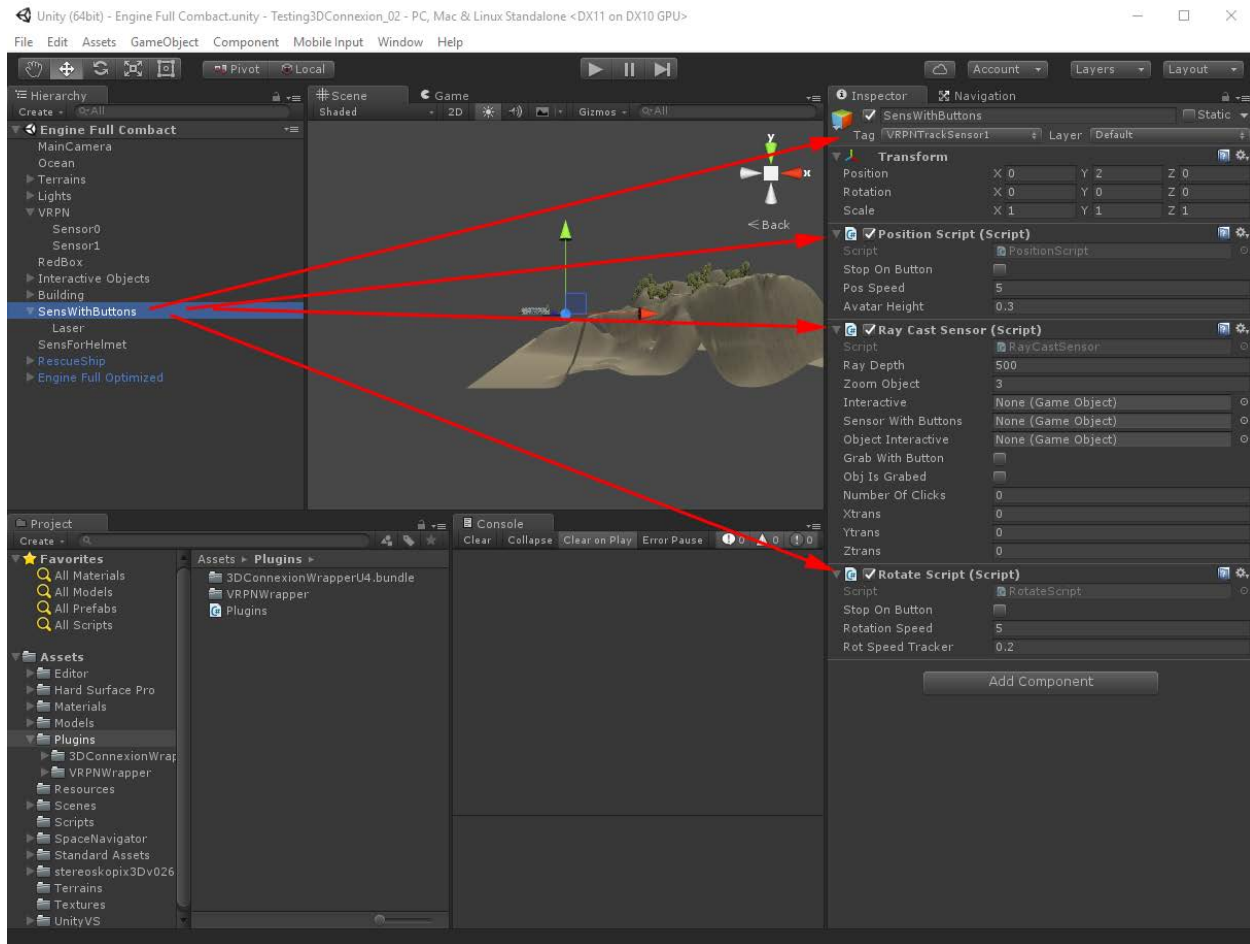 Unity (64bit) - Engine Full Combact.unity - Testing3DConnexion_02 - PC, Mac & Linux Standalone <DX11 on DX10 GPU>
File Edit Assets GameObject Component Mobile Input Window Help
Pivot Local Account Layers Layout
Hierarchy
Create All
Engine Full Combact
MainCamera
Ocean
Terrains
Lights
VRPN
Sensor0
Sensor1
RedBox
Interactive Objects
Building
SensWithButtons
Laser
SensForHelmet
RescueShip
Engine Full Optimized
Scene Game
Shaded 2D Gizmos All
y
x
Back
Inspector Navigation
SensWithButtons Static
Tag VRPNTrackSensor1 Layer Default
Transform
Position X 0 Y 2 Z 0
Rotation X 0 Y 0 Z 0
Scale X 1 Y 1 Z 1
Position Script (Script)
Script PositionScript
Stop On Button
Pos Speed 5
Avatar Height 0.3
Ray Cast Sensor (Script)
Script RayCastSensor
Ray Depth 500
Zoom Object 3
Interactive None (Game Object)
Sensor With Buttons None (Game Object)
Object Interactive None (Game Object)
Grab With Button
Obj Is Grabed
Number Of Clicks 0
Xtrans 0
Ytrans 0
Ztrans 0
Rotate Script (Script)
Script RotateScript
Stop On Button
Rotation Speed 5
Rot Speed Tracker 0.2
Add Component
Project
Create
Favorites
All Materials
All Models
All Prefabs
All Scripts
Assets
Editor
Hard Surface Pro
Materials
Models
Plugins
3DConnexionWrap
VRPNWrapper
Resources
Scenes
Scripts
SpaceNavigator
Standard Assets
stereoskopix3Dv026
Terrains
Textures
UnityVS
Assets Plugins
3DConnexionWrapperU4.bundle
VRPNWrapper
Plugins
Console
Clear Collapse Clear on Play Error Pause 0 0 0